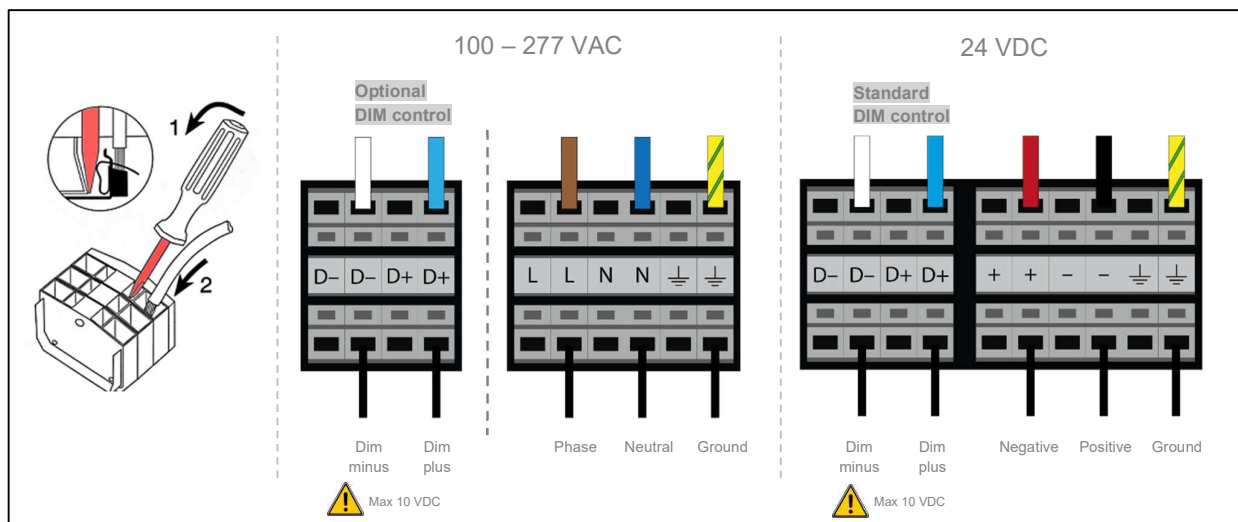 100 – 277 VAC
24 VDC
Optional
DIM control
Standard
DIM control
1
2
D– D– D+ D+
L L N N
D– D– D+ D+
+ + – –
Dim
minus
Dim
plus
Phase
Neutral
Ground
Dim
minus
Dim
plus
Negative
Positive
Ground
Max 10 VDC
Max 10 VDC